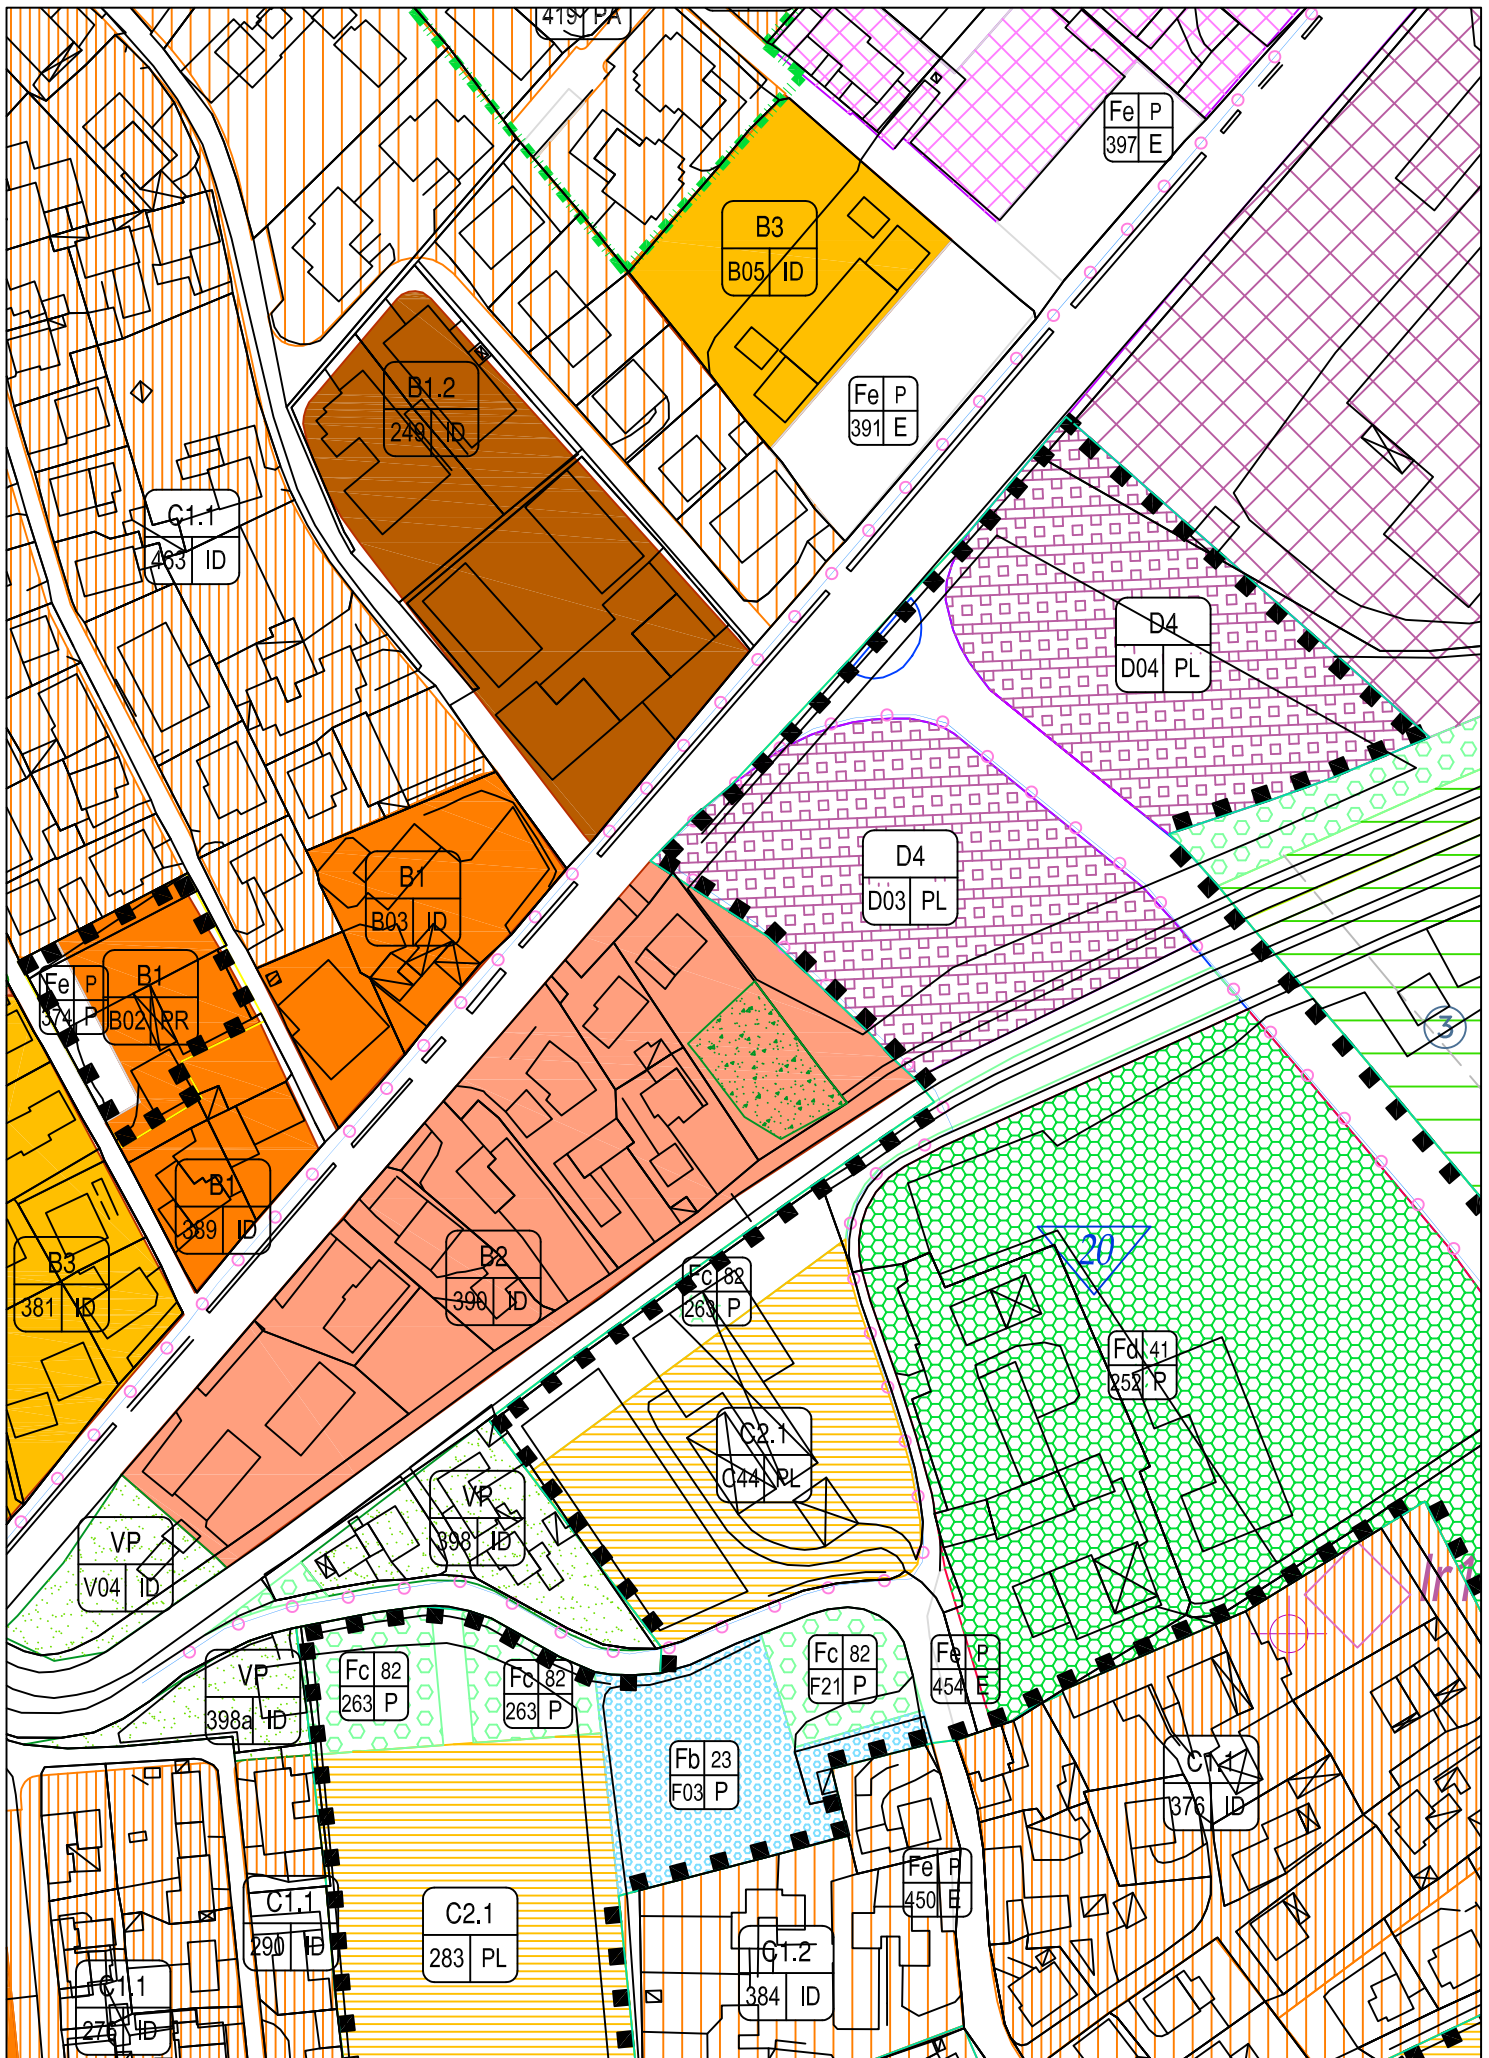 419 PA
Fe P
397 E
B3
B05 ID
B1.2
249 ID
Fe P
391 E
C1.1
463 ID
D4
D04 PL
D4
D03 PL
B1
B03 ID
Fe P
374 P
B1
B02 PR
3
B1
389 ID
B3
381 ID
B2
390 ID
Fc 82
263 P
20
Fd 41
252 P
C2.1
C44 PL
VP
398 ID
VP
V04 ID
Ir1
VP
398a ID
Fc 82
263 P
Fc 82
263 P
Fc 82
F21 P
Fe P
454 E
Fb 23
F03 P
C1.1
376 ID
Fe P
450 E
C1.1
290 ID
C2.1
283 PL
C1.2
384 ID
C1.1
ID